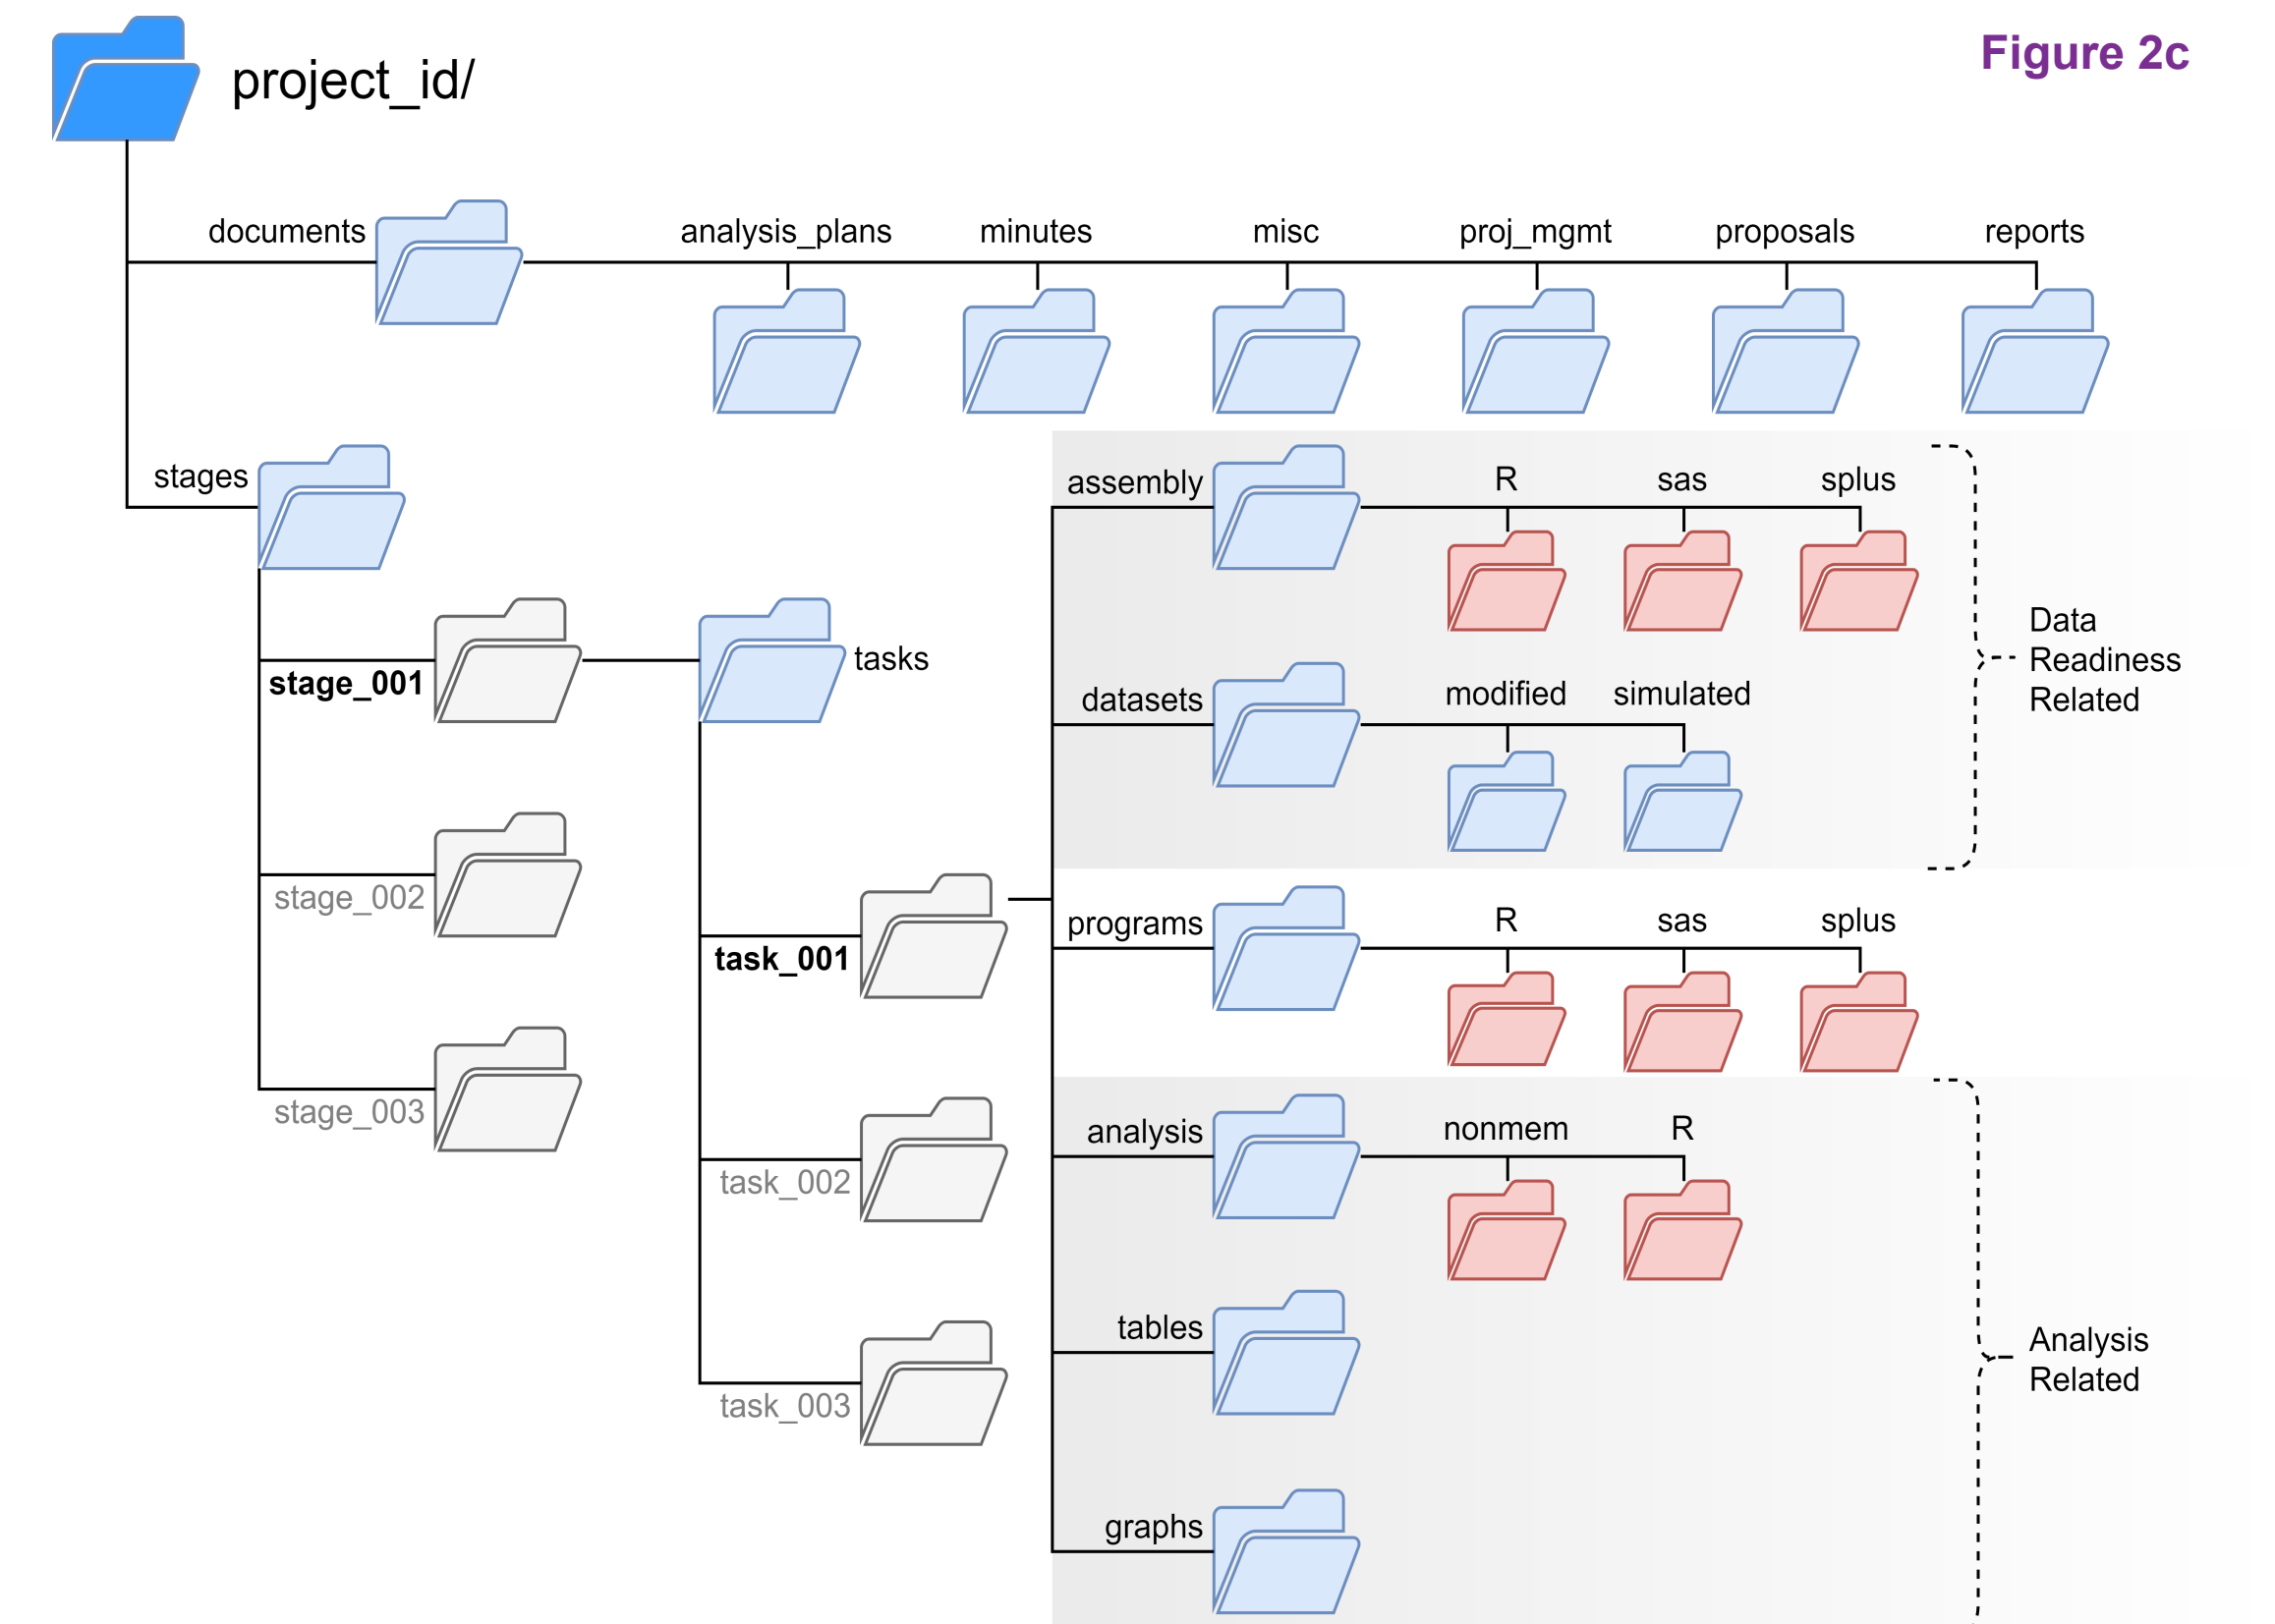 Figure 2c
project_id/
documents
analysis_plans
minutes
misc
proj_mgmt
proposals
reports
stages
assembly
R
sas
splus
Data
Readiness
Related
stage_001
tasks
datasets
modified
simulated
stage_002
task_001
programs
R
sas
splus
stage_003
task_002
analysis
nonmem
R
tables
Analysis
Related
task_003
graphs